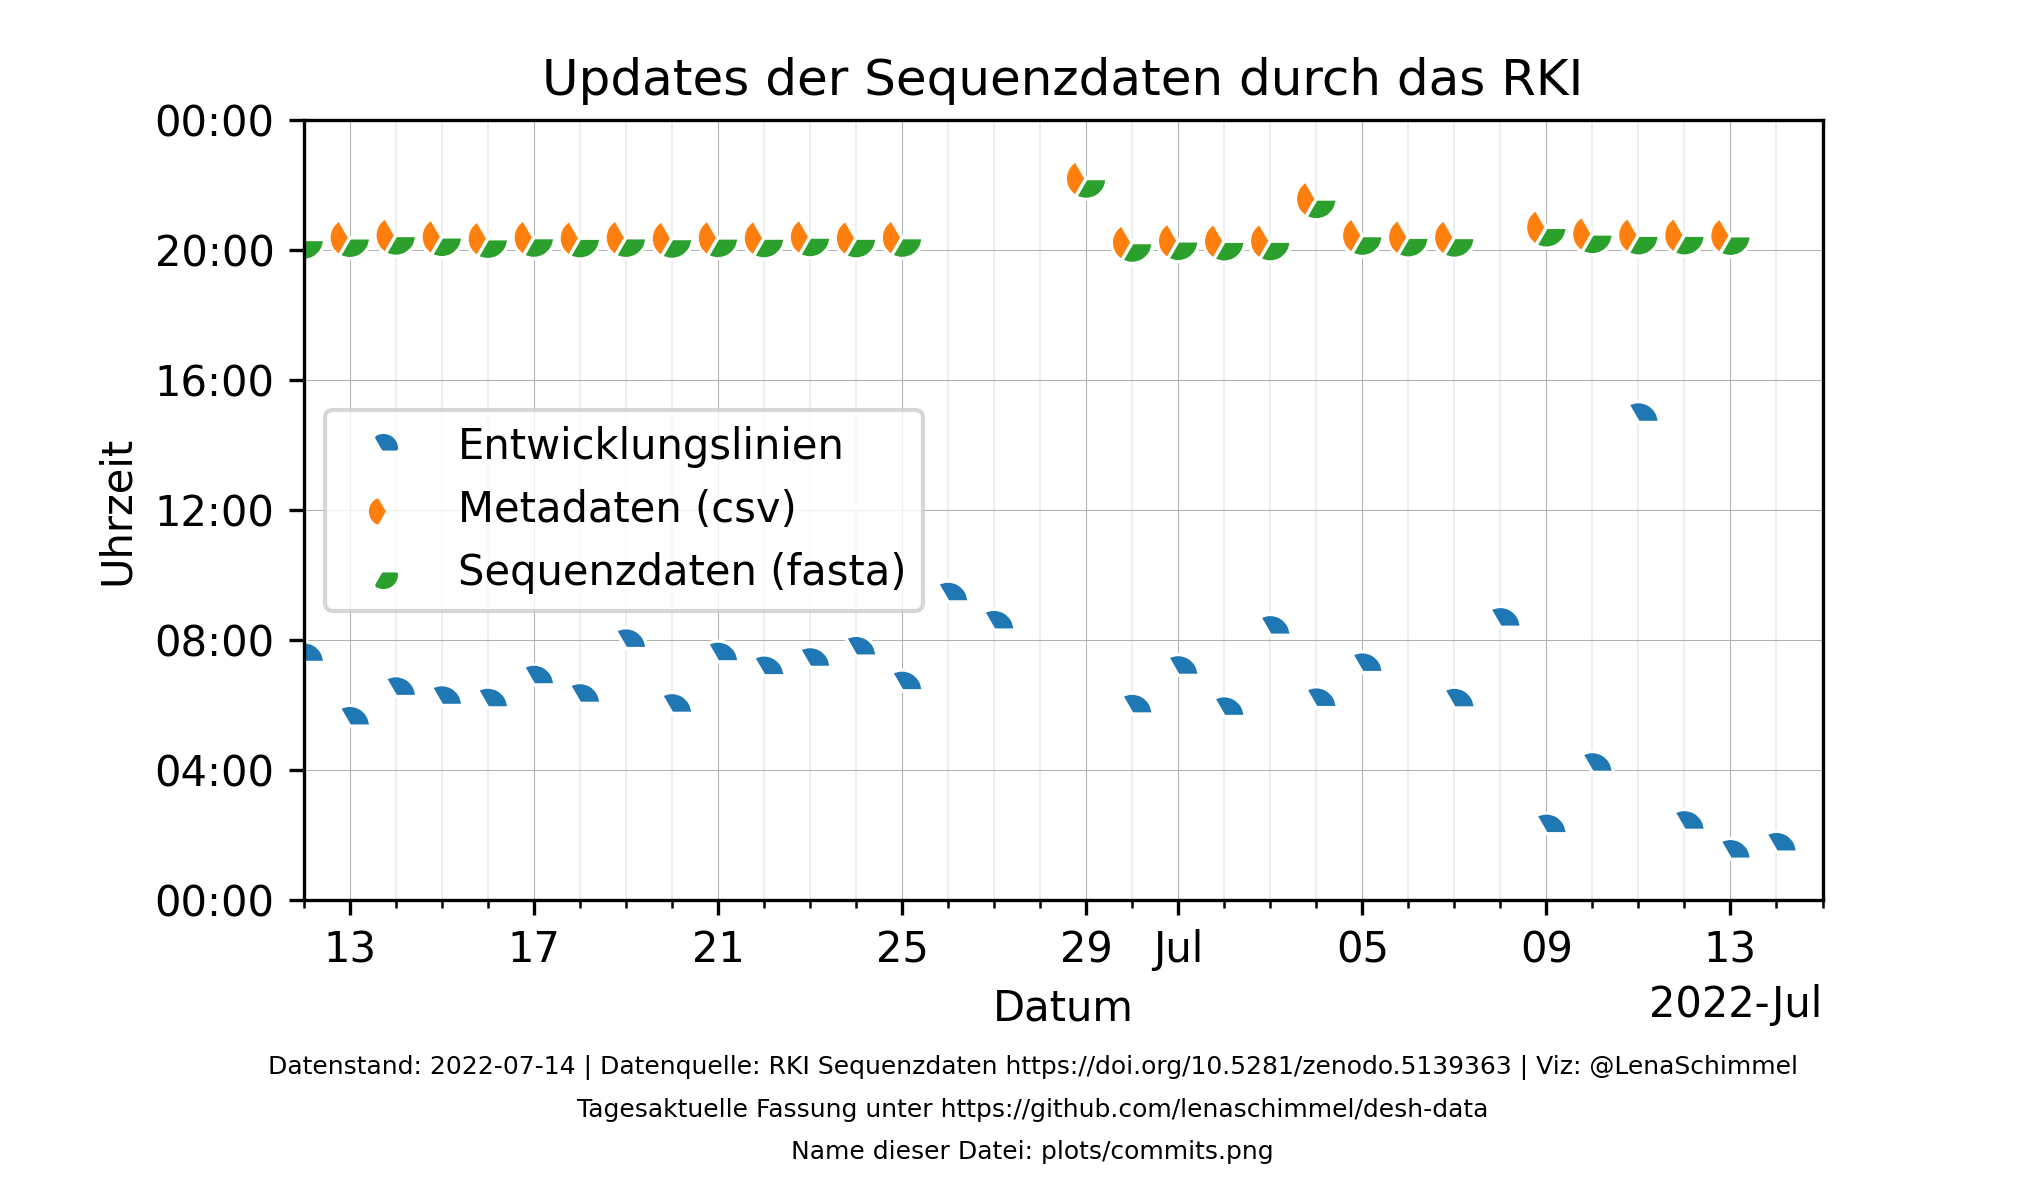 Updates der Sequenzdaten durch das RKI
00:00
20:00
16:00
12:00
08:00
04:00
00:00
Uhrzeit
Entwicklungslinien
Metadaten (csv)
Sequenzdaten (fasta)
13 17 21 25 29 Jul 05 09 13
Datum
2022-Jul
Datenstand: 2022-07-14 | Datenquelle: RKI Sequenzdaten https://doi.org/10.5281/zenodo.5139363 | Viz: @LenaSchimmel
Tagesaktuelle Fassung unter https://github.com/lenaschimmel/desh-data
Name dieser Datei: plots/commits.png